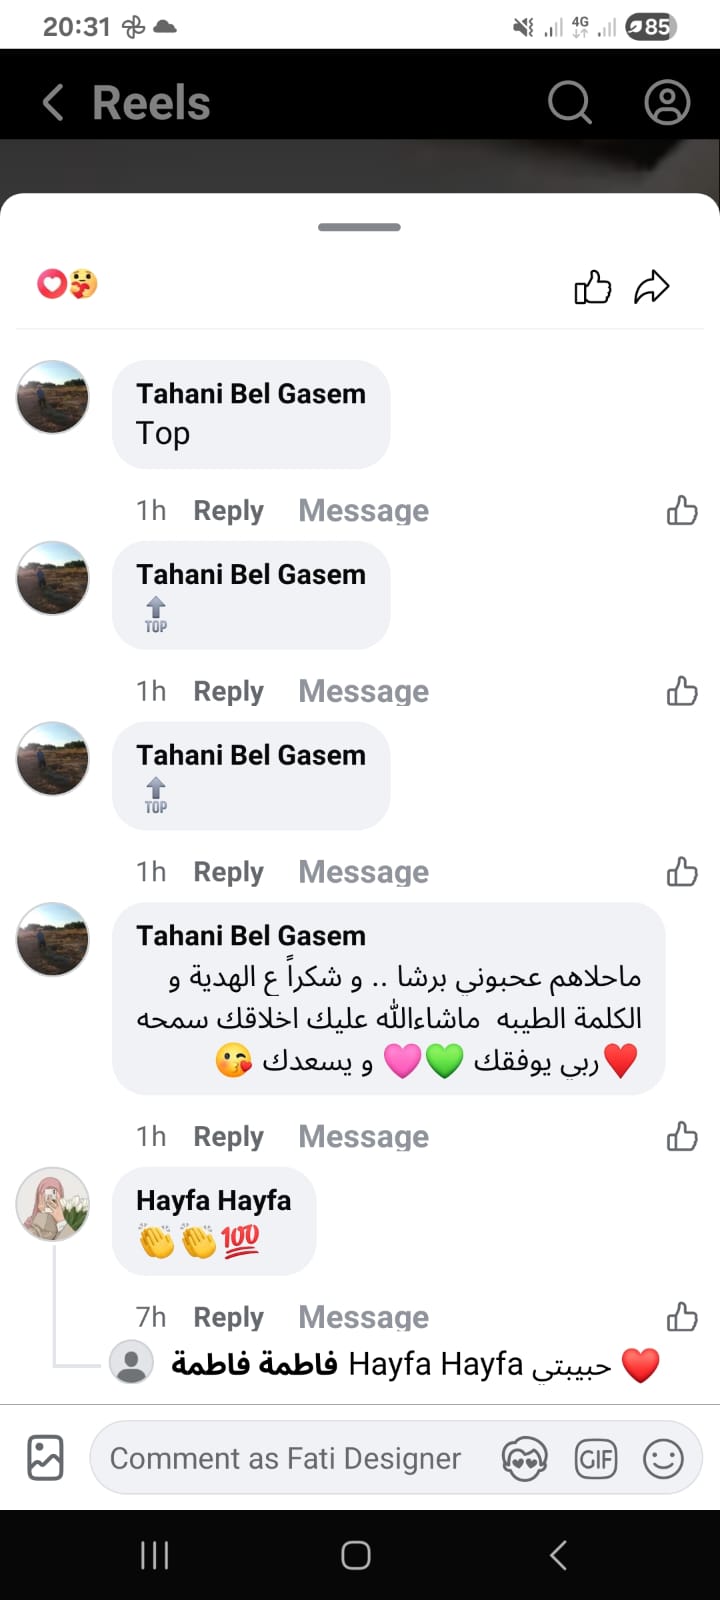 20:31
4G
85
Reels
Tahani Bel Gasem
Top
1h Reply Message
Tahani Bel Gasem
🔝
1h Reply Message
Tahani Bel Gasem
🔝
1h Reply Message
Tahani Bel Gasem
ماحلاهم عجبوني برشا .. و شكراً ع الهدية و
الكلمة الطيبه ماشاءالله عليك اخلاقك سمحه
❤️ربي يوفقك 💚🩷 و يسعدك 😘
1h Reply Message
Hayfa Hayfa
👏👏💯
7h Reply Message
فاطمة فاطمة Hayfa Hayfa حبيبتي ❤️
Comment as Fati Designer
GIF